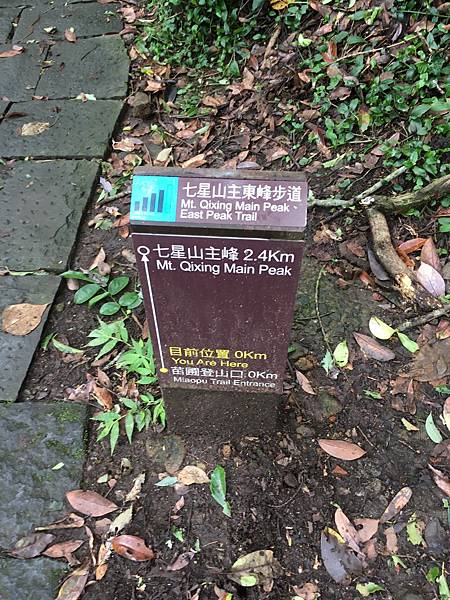 七星山主東峰步道
Mt. Qixing Main Peak、
East Peak Trail
七星山主峰 2.4Km
Mt. Qixing Main Peak
目前位置 0Km
You Are Here
苗圃登山口 0Km
Miaopu Trail Entrance